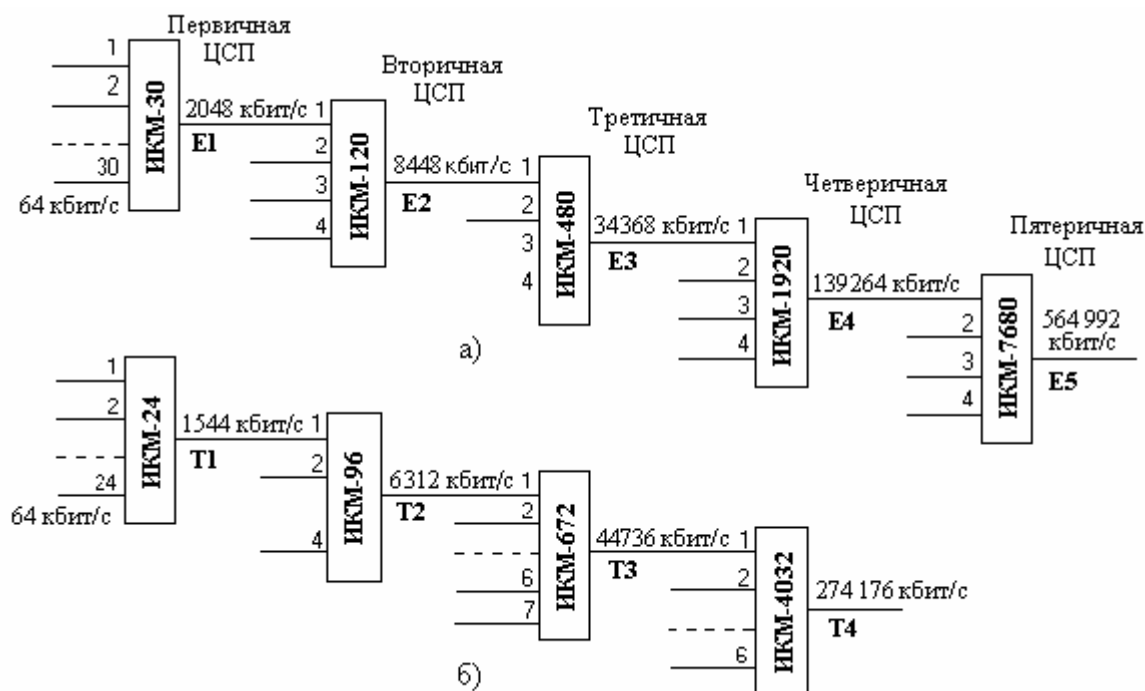 Первичная
ЦСП
1
2
30
64 кбит/с
ИКМ-30
2048 кбит/с
E1
Вторичная
ЦСП
1
2
3
4
ИКМ-120
8448 кбит/с
E2
Третичная
ЦСП
1
2
3
4
ИКМ-480
34368 кбит/с
E3
Четверичная
ЦСП
1
2
3
4
ИКМ-1920
139264 кбит/с
E4
Пятеричная
ЦСП
2
3
4
ИКМ-7680
564 992
кбит/с
E5
а)
1
2
24
64 кбит/с
ИКМ-24
1544 кбит/с
T1
1
2
4
ИКМ-96
6312 кбит/с
T2
1
2
6
7
ИКМ-672
44736 кбит/с
T3
1
2
6
ИКМ-4032
274 176 кбит/с
T4
б)